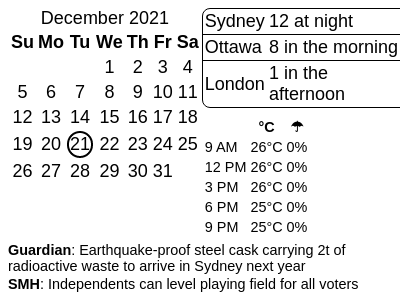 December 2021
Su Mo Tu We Th Fr Sa
1 2 3 4
5 6 7 8 9 10 11
12 13 14 15 16 17 18
19 20 21 22 23 24 25
26 27 28 29 30 31
Sydney 12 at night
Ottawa 8 in the morning
London 1 in the
afternoon
°C ☂
9 AM 26°C 0%
12 PM 26°C 0%
3 PM 26°C 0%
6 PM 25°C 0%
9 PM 25°C 0%
Guardian: Earthquake-proof steel cask carrying 2t of
radioactive waste to arrive in Sydney next year
SMH: Independents can level playing field for all voters